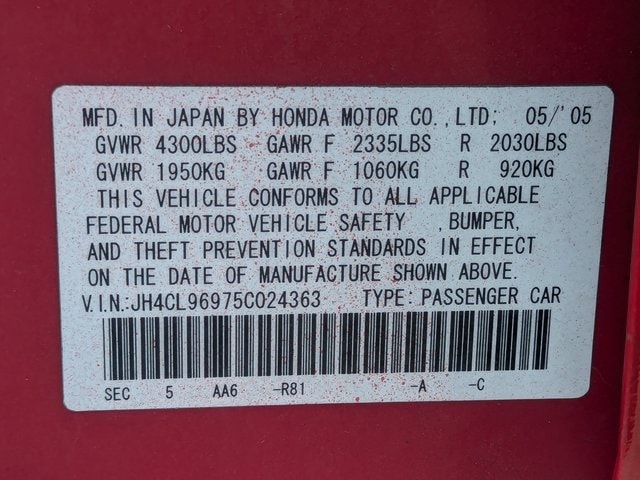 MFD. IN JAPAN BY HONDA MOTOR CO.,LTD: 05/'05
GVWR 4300LBS GAWR F 2335LBS R 2030LBS
GVWR 1950KG GAWR F 1060KG R 920KG
THIS VEHICLE CONFORMS TO ALL APPLICABLE
FEDERAL MOTOR VEHICLE SAFETY ,BUMPER,
AND THEFT PREVENTION STANDARDS IN EFFECT
ON THE DATE OF MANUFACTURE SHOWN ABOVE.
V.I.N.:JH4CL96975C024363 TYPE: PASSENGER CAR
SEC 5 AA6 -R81 -A -C